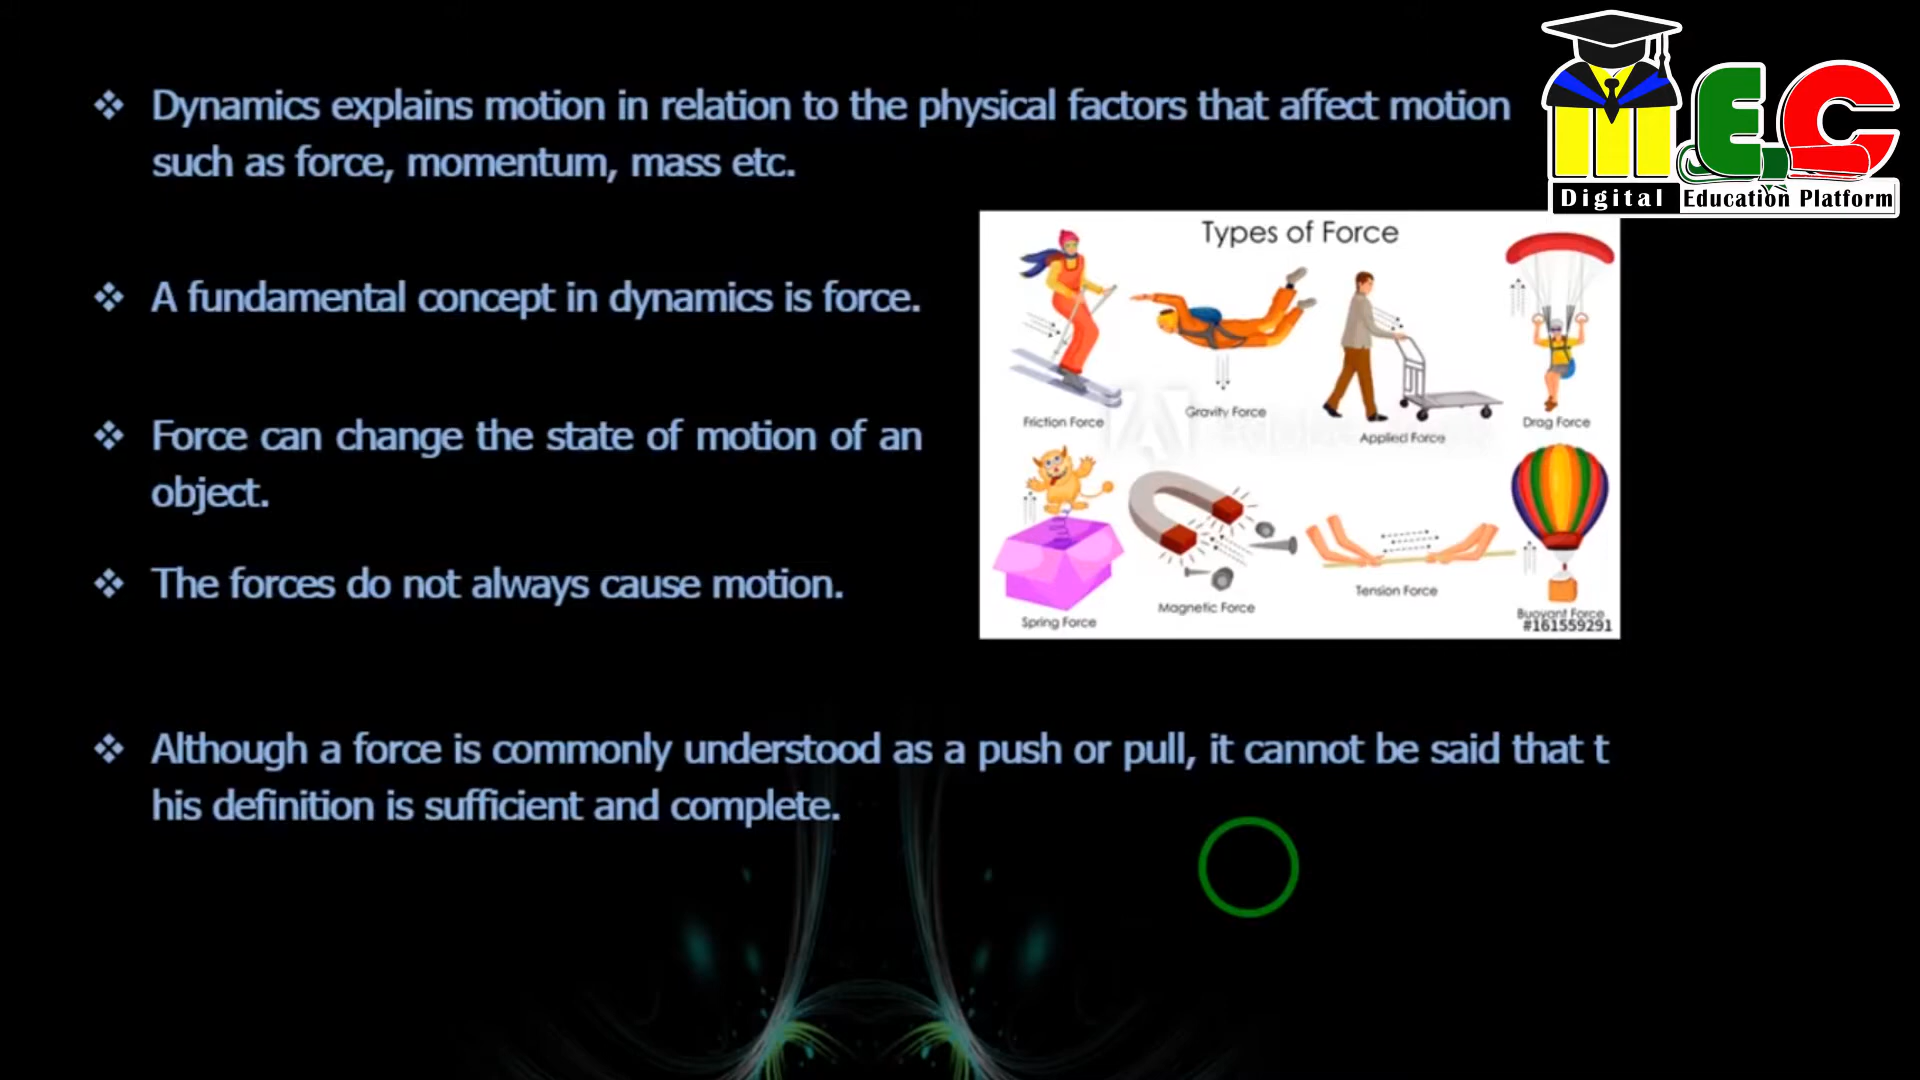 ❖ Dynamics explains motion in relation to the physical factors that affect motion
such as force, momentum, mass etc.
MEC
Digital Education Platform
❖ A fundamental concept in dynamics is force.
❖ Force can change the state of motion of an
object.
❖ The forces do not always cause motion.
Types of Force
Friction Force
Gravity Force
Applied Force
Drag Force
Spring Force
Magnetic Force
Tension Force
Buoyant Force
#161559291
❖ Although a force is commonly understood as a push or pull, it cannot be said that t
his definition is sufficient and complete.